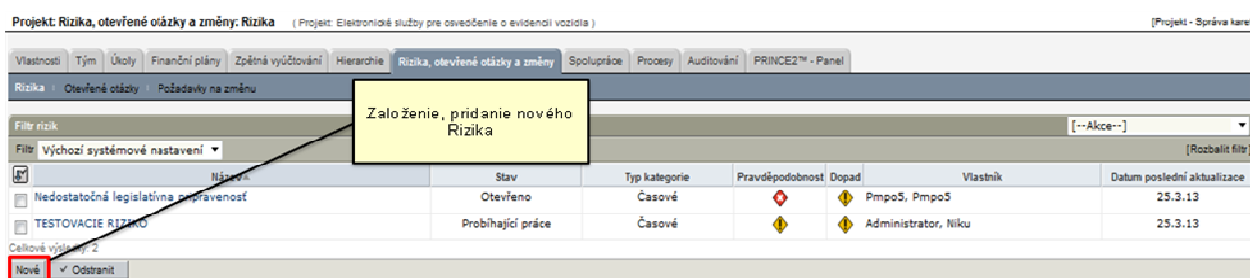 Projekt: Rizika, otevřené otázky a změny: Rizika ( Projekt: Elektronické služby pre osvedčenie o evidencii vozidla ) [Projekt - Správa karet
Vlastnosti Tým Úkoly Finanční plány Zpětná vyúčtování Hierarchie Rizika, otevřené otázky a změny Spolupráce Procesy Auditování PRINCE2™ - Panel
Rizika Otevřené otázky Požadavky na změnu
Založenie, pridanie nového
Rizika
Filtr rizik [--Akce--]
Filtr Výchozí systémové nastavení [Rozbalit filtr]
Název Stav Typ kategorie Pravděpodobnost Dopad Vlastník Datum poslední aktualizace
Nedostatočná legislatívna pripravenosť Otevřeno Časové Pmpo5, Pmpo5 25.3.13
TESTOVACIE RIZIKO Probíhající práce Časové Administrator, Niku 25.3.13
Celkové výsledky: 2
Nové Odstranit